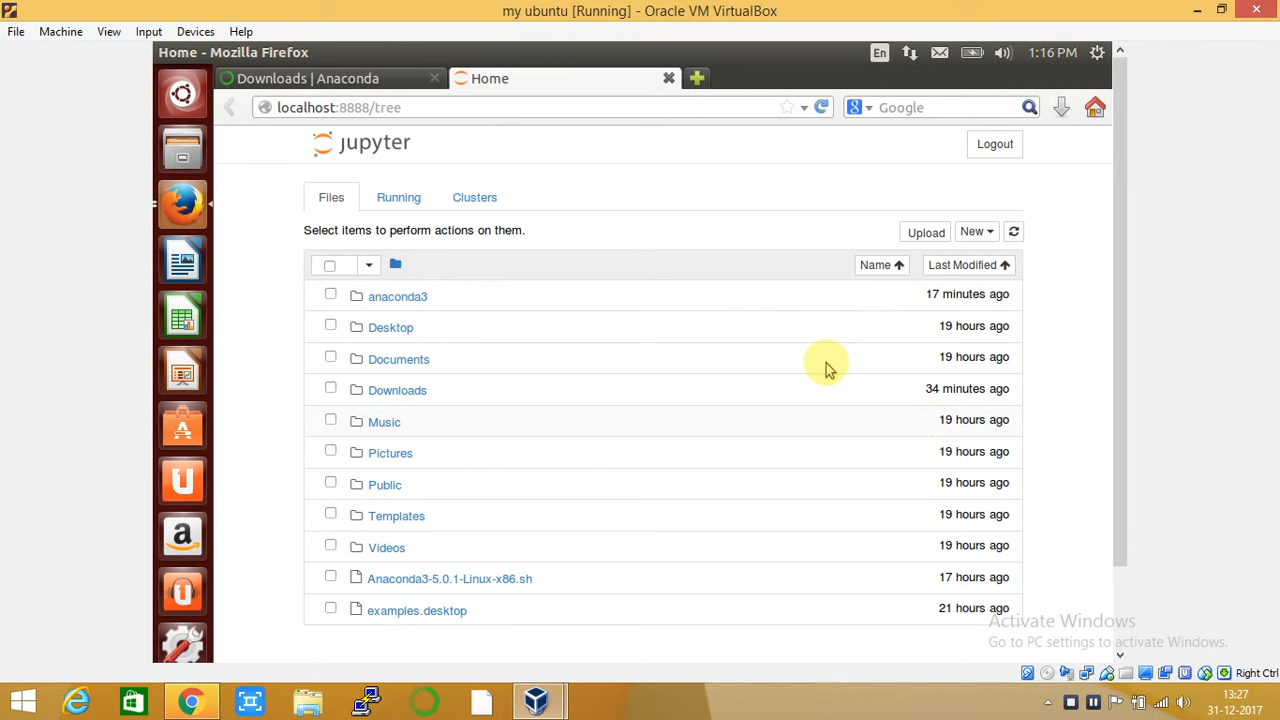 my ubuntu [Running] - Oracle VM VirtualBox
File Machine View Input Devices Help
Home - Mozilla Firefox
En
1:16 PM
Downloads | Anaconda
Home
localhost:8888/tree
Google
jupyter
Logout
Files Running Clusters
Select items to perform actions on them.
Upload New
Name Last Modified
anaconda3 17 minutes ago
Desktop 19 hours ago
Documents 19 hours ago
Downloads 34 minutes ago
Music 19 hours ago
Pictures 19 hours ago
Public 19 hours ago
Templates 19 hours ago
Videos 19 hours ago
Anaconda3-5.0.1-Linux-x86.sh 17 hours ago
examples.desktop 21 hours ago
Activate Windows
Go to PC settings to activate Windows.
Right Ctrl
13:27
31-12-2017